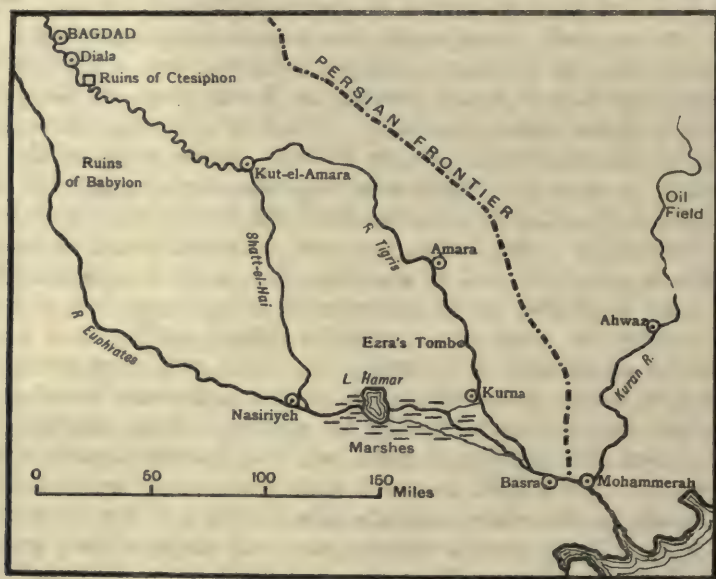 BAGDAD
Diala
Ruins of Ctesiphon
PERSIAN FRONTIER
Ruins
of Babylon
Kut-el-Amara
Oil
Field
Shatt-el-Hai
R Tigris
Amara
R Euphrates
Ahwaz
Ezra's Tomb
Kuran R.
L Hamar
Kurna
Nasiriyeh
Marshes
0 50 100 150
Miles
Basra
Mohammerah